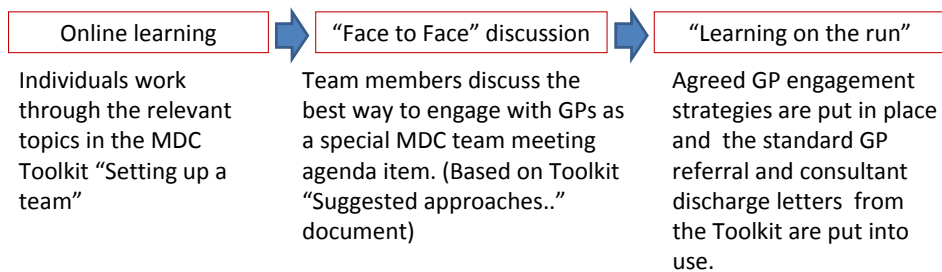 Online learning
Individuals work
through the relevant
topics in the MDC
Toolkit “Setting up a
team”
“Face to Face” discussion
Team members discuss the
best way to engage with GPs as
a special MDC team meeting
agenda item. (Based on Toolkit
“Suggested approaches..”
document)
“Learning on the run”
Agreed GP engagement
strategies are put in place
and  the standard GP
referral and consultant
discharge letters  from
the Toolkit are put into
use.